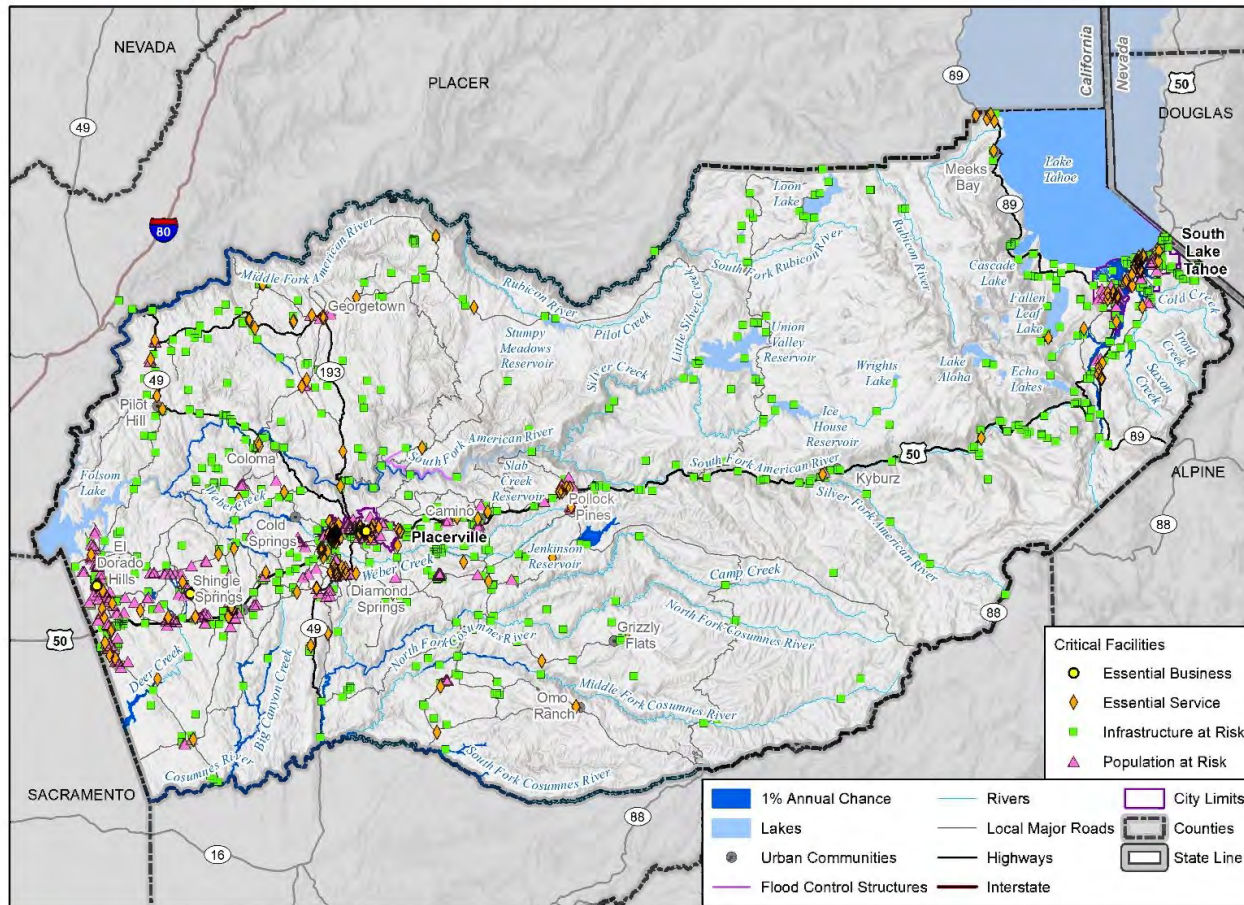 NEVADA
PLACER
89
California
Nevada
50
DOUGLAS
49
80
Meeks
Bay
Lake
Tahoe
Loon
Lake
89
Middle Fork American River
Rubicon River
South Fork Rubicon River
Rubicon River
South
Lake
Tahoe
Cascade
Lake
Cold Creek
Fallen
Leaf
Lake
Georgetown
Pilot Creek
Little Silver Creek
Stumpy
Meadows
Reservoir
Union
Valley
Reservoir
Trout
Creek
Saxon
Creek
Lake
Aloha
Echo
Lakes
Wrights
Lake
193
49
Silver Creek
Pilot
Hill
Ice
House
Reservoir
89
South Fork American River
50
Coloma
Folsom
Lake
Slab
Creek
Reservoir
South Fork American River
Kyburz
ALPINE
Weber Creek
Pollock
Pines
Silver Fork American River
Cold
Springs
Camino
Placerville
88
El
Dorado
Hills
Jenkinson
Reservoir
Weber Creek
Shingle
Springs
Diamond
Springs
Camp Creek
88
50
49
North Fork Cosumnes River
North Fork Cosumnes River
Grizzly
Flats
Deer Creek
Big Canyon Creek
Omo
Ranch
Middle Fork Cosumnes River
Cosumnes River
South Fork Cosumnes River
SACRAMENTO
88
16
Critical Facilities
Essential Business
Essential Service
Infrastructure at Risk
Population at Risk
1% Annual Chance
Lakes
Urban Communities
Flood Control Structures
Rivers
Local Major Roads
Highways
Interstate
City Limits
Counties
State Line